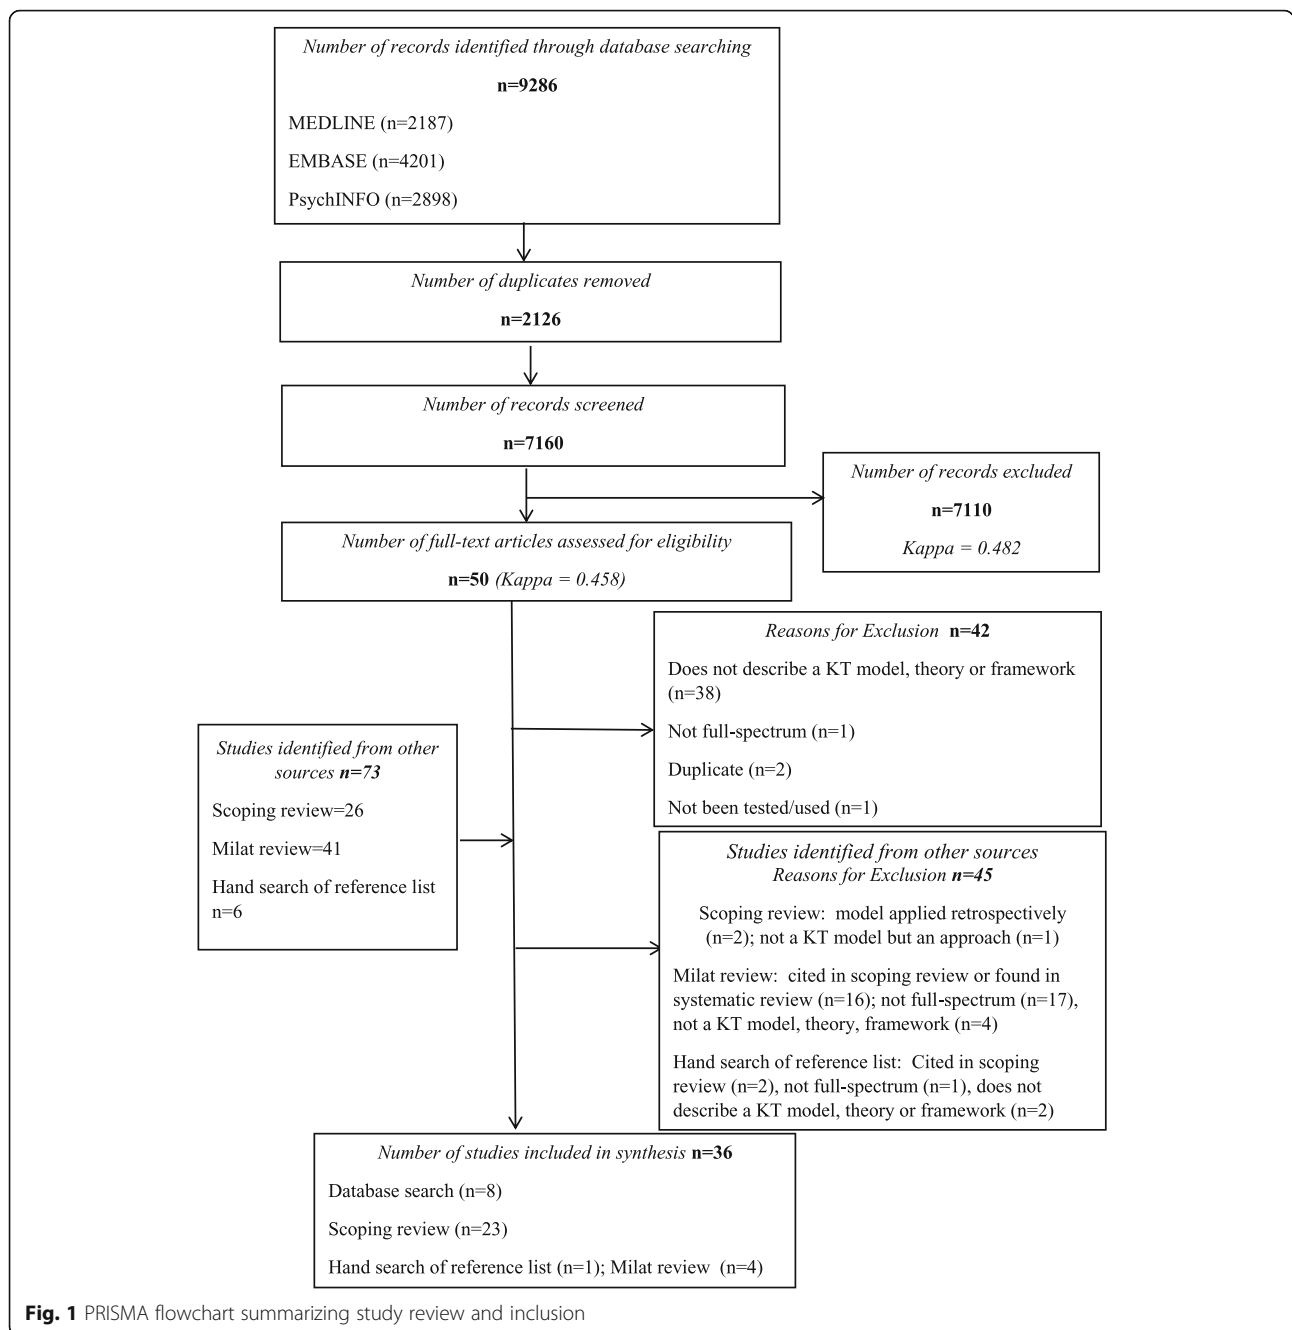 Number of records identified through database searching
n=9286
MEDLINE (n=2187)
EMBASE (n=4201)
PsychINFO (n=2898)
Number of duplicates removed
n=2126
Number of records screened
n=7160
Number of records excluded
n=7110
Kappa = 0.482
Number of full-text articles assessed for eligibility
n=50 (Kappa = 0.458)
Reasons for Exclusion n=42
Does not describe a KT model, theory or framework
(n=38)
Not full-spectrum (n=1)
Duplicate (n=2)
Not been tested/used (n=1)
Studies identified from other
sources n=73
Scoping review=26
Milat review=41
Hand search of reference list
n=6
Studies identified from other sources
Reasons for Exclusion n=45
Scoping review: model applied retrospectively
(n=2); not a KT model but an approach (n=1)
Milat review: cited in scoping review or found in
systematic review (n=16); not full-spectrum (n=17),
not a KT model, theory, framework (n=4)
Hand search of reference list: Cited in scoping
review (n=2), not full-spectrum (n=1), does not
describe a KT model, theory or framework (n=2)
Number of studies included in synthesis n=36
Database search (n=8)
Scoping review (n=23)
Hand search of reference list (n=1); Milat review (n=4)
Fig. 1 PRISMA flowchart summarizing study review and inclusion